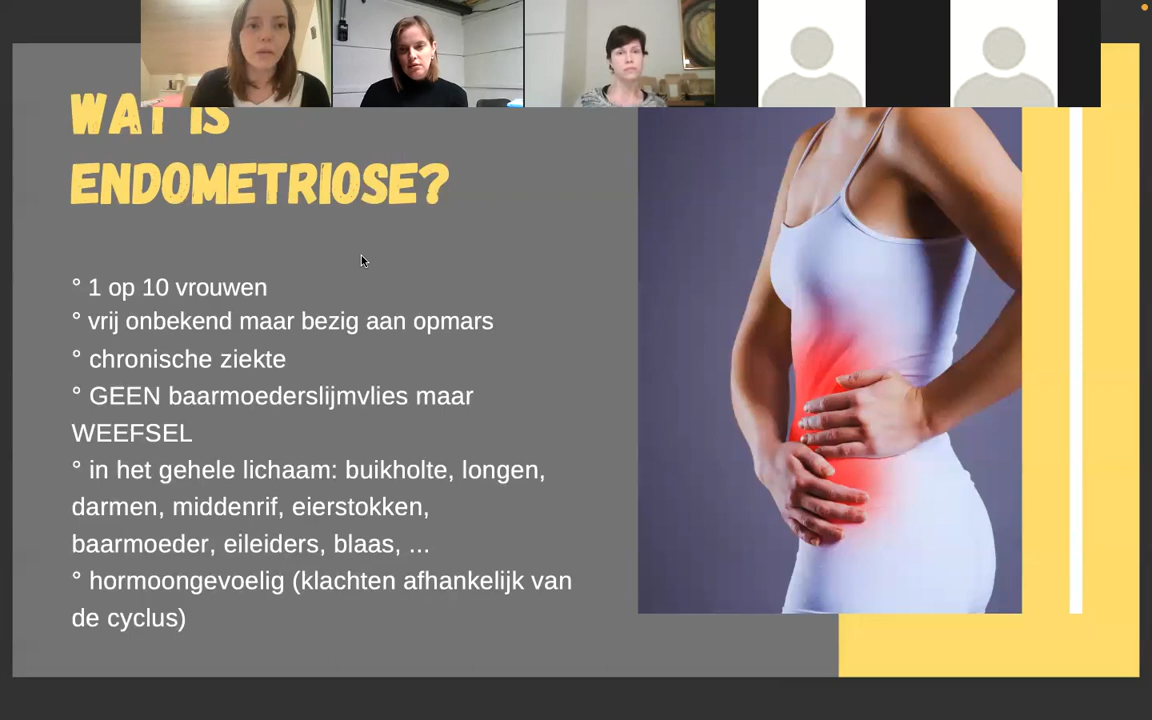 WAT IS
ENDOMETRIOSE?
° 1 op 10 vrouwen
° vrij onbekend maar bezig aan opmars
° chronische ziekte
° GEEN baarmoederslijmvlies maar
WEEFSEL
° in het gehele lichaam: buikholte, longen,
darmen, middenrif, eierstokken,
baarmoeder, eileiders, blaas, ...
° hormoongevoelig (klachten afhankelijk van
de cyclus)